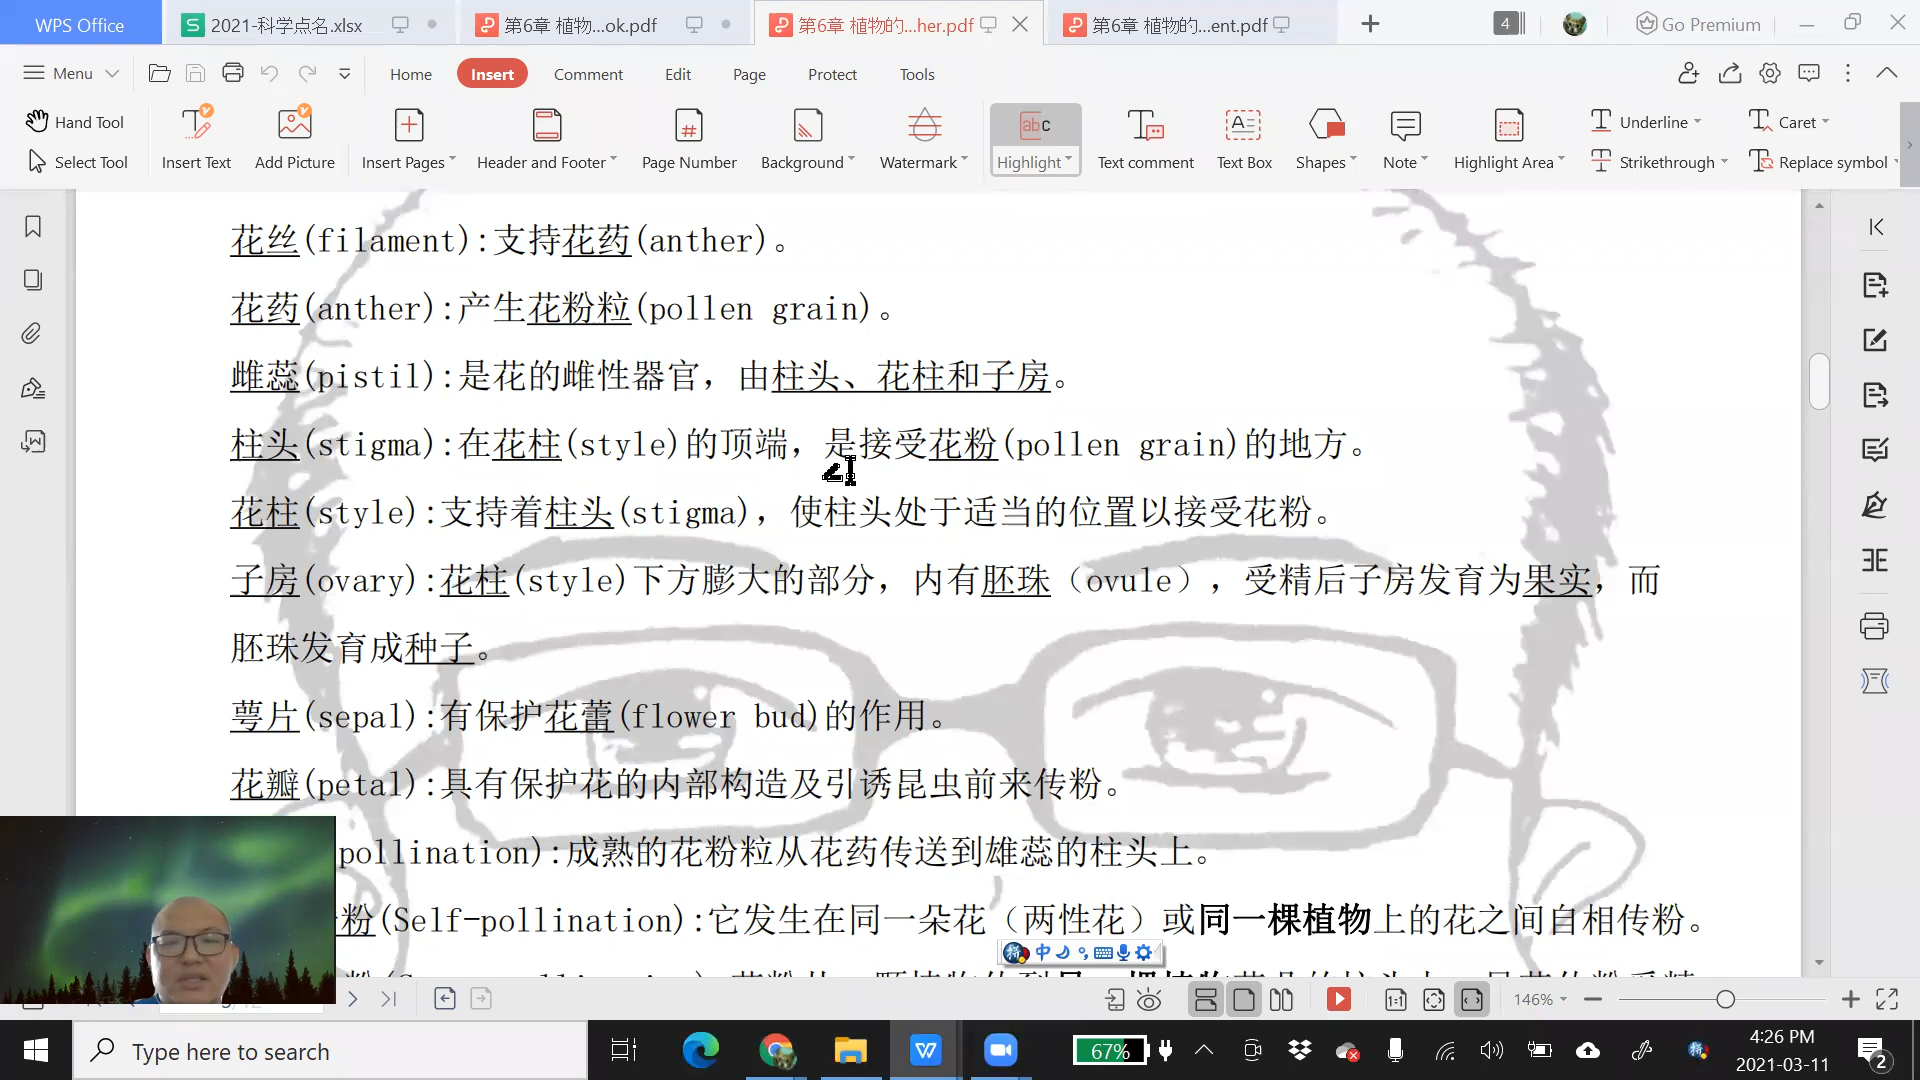 WPS Office
2021-科学点名.xlsx
第6章 植物...ok.pdf
第6章 植物的...her.pdf
第6章 植物的...ent.pdf
4
Go Premium
Menu
Home
Insert
Comment
Edit
Page
Protect
Tools
Hand Tool
Select Tool
Insert Text
Add Picture
Insert Pages
Header and Footer
Page Number
Background
Watermark
Highlight
Text comment
Text Box
Shapes
Note
Highlight Area
Underline
Caret
Strikethrough
Replace symbol
花丝(filament):支持花药(anther)。
花药(anther):产生花粉粒(pollen grain)。
雌蕊(pistil):是花的雌性器官，由柱头、花柱和子房。
柱头(stigma):在花柱(style)的顶端，是接受花粉(pollen grain)的地方。
花柱(style):支持着柱头(stigma)，使柱头处于适当的位置以接受花粉。
子房(ovary):花柱(style)下方膨大的部分，内有胚珠（ovule），受精后子房发育为果实，而
胚珠发育成种子。
萼片(sepal):有保护花蕾(flower bud)的作用。
花瓣(petal):具有保护花的内部构造及引诱昆虫前来传粉。
pollination):成熟的花粉粒从花药传送到雄蕊的柱头上。
粉(Self-pollination):它发生在同一朵花（两性花）或同一棵植物上的花之间自相传粉。
中
146%
Type here to search
67%
4:26 PM
2021-03-11
2